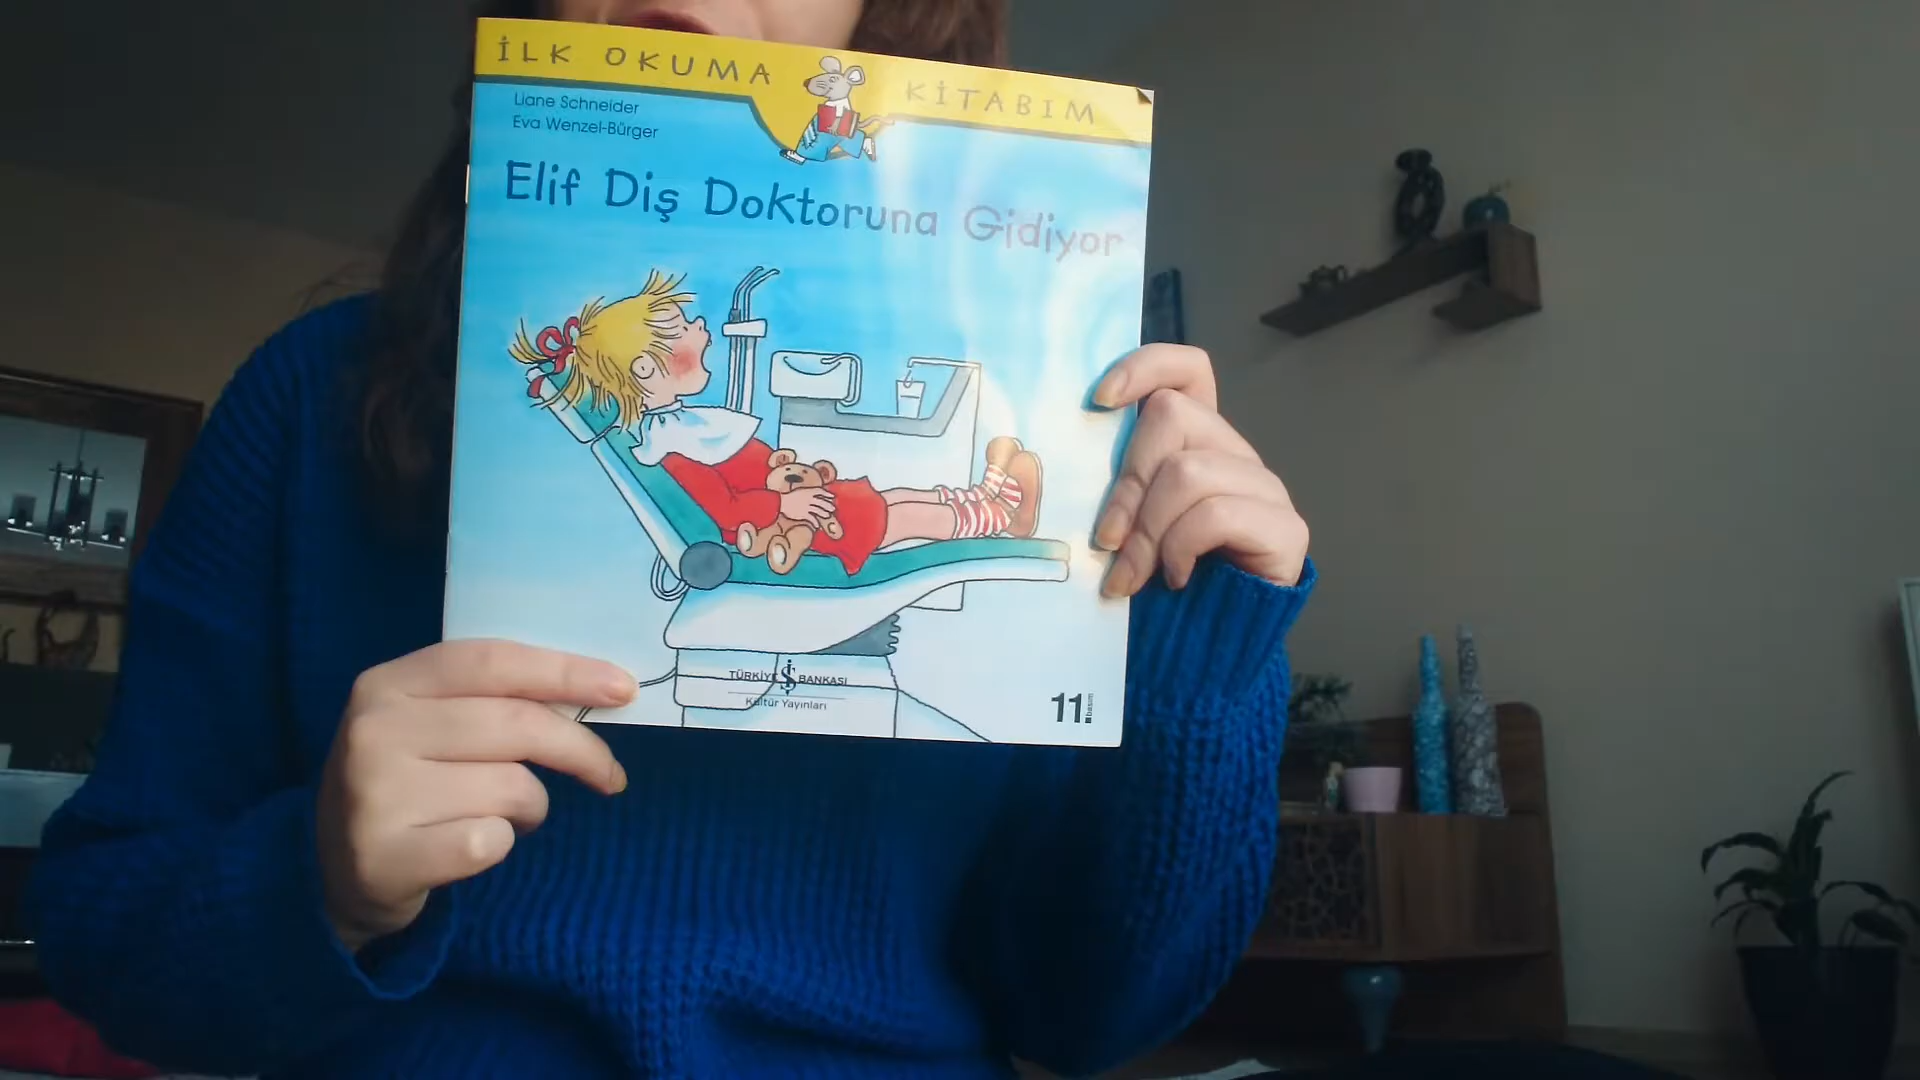 İLK OKUMA KİTABIM
Liane Schneider
Eva Wenzel-Bürger
Elif Diş Doktoruna Gidiyor
TÜRKİYE İŞ BANKASI
Kültür Yayınları
11.
basım